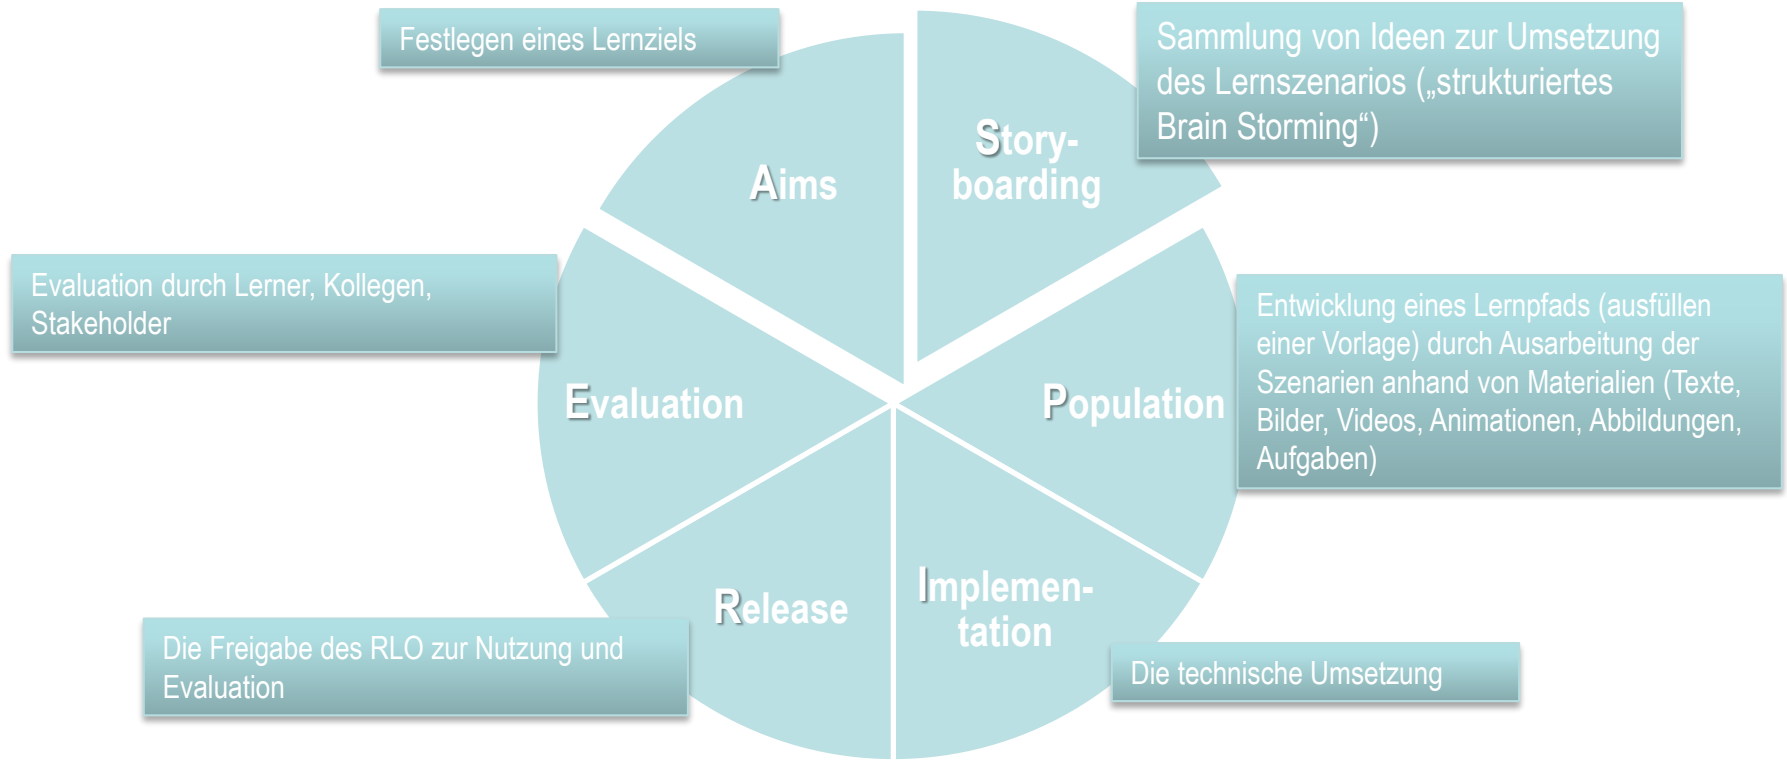 Festlegen eines Lernziels
Aims
Sammlung von Ideen zur Umsetzung
des Lernszenarios („strukturiertes
Brain Storming“)
Story-
boarding
Entwicklung eines Lernpfads (ausfüllen
einer Vorlage) durch Ausarbeitung der
Szenarien anhand von Materialien (Texte,
Bilder, Videos, Animationen, Abbildungen,
Aufgaben)
Population
Implemen-
tation
Die technische Umsetzung
Release
Die Freigabe des RLO zur Nutzung und
Evaluation
Evaluation durch Lerner, Kollegen,
Stakeholder
Evaluation